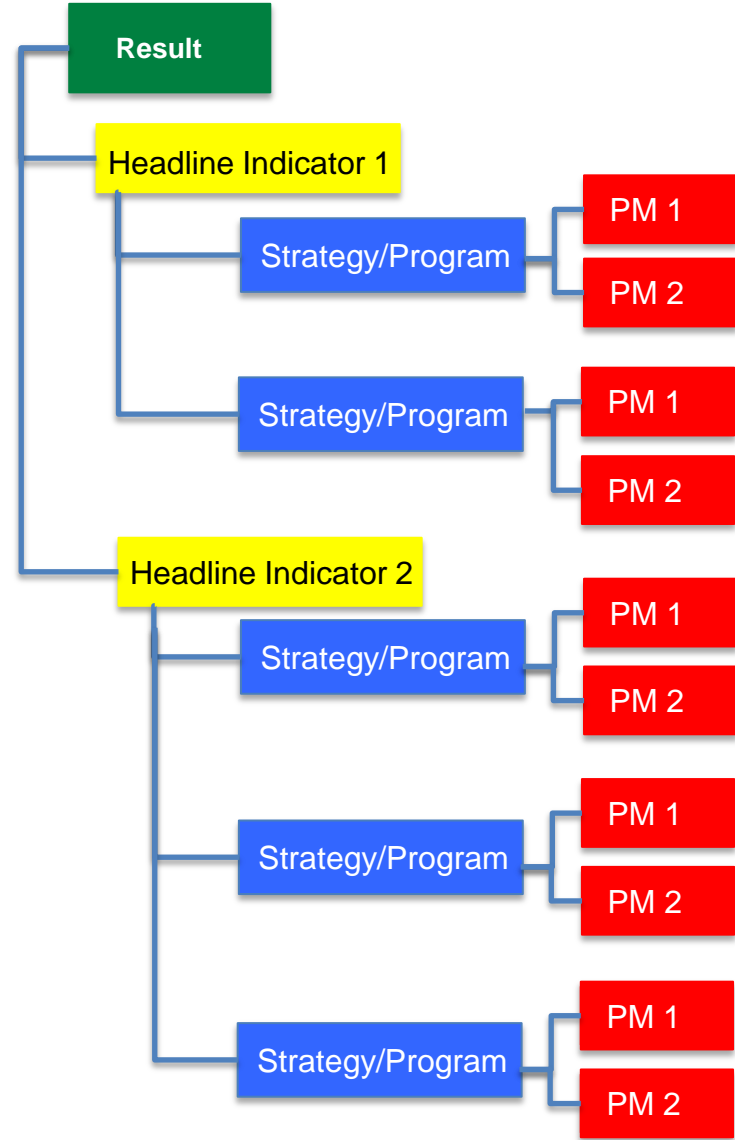 Result
Headline Indicator 1
Strategy/Program
PM 1
PM 2
Strategy/Program
PM 1
PM 2
Headline Indicator 2
Strategy/Program
PM 1
PM 2
Strategy/Program
PM 1
PM 2
Strategy/Program
PM 1
PM 2